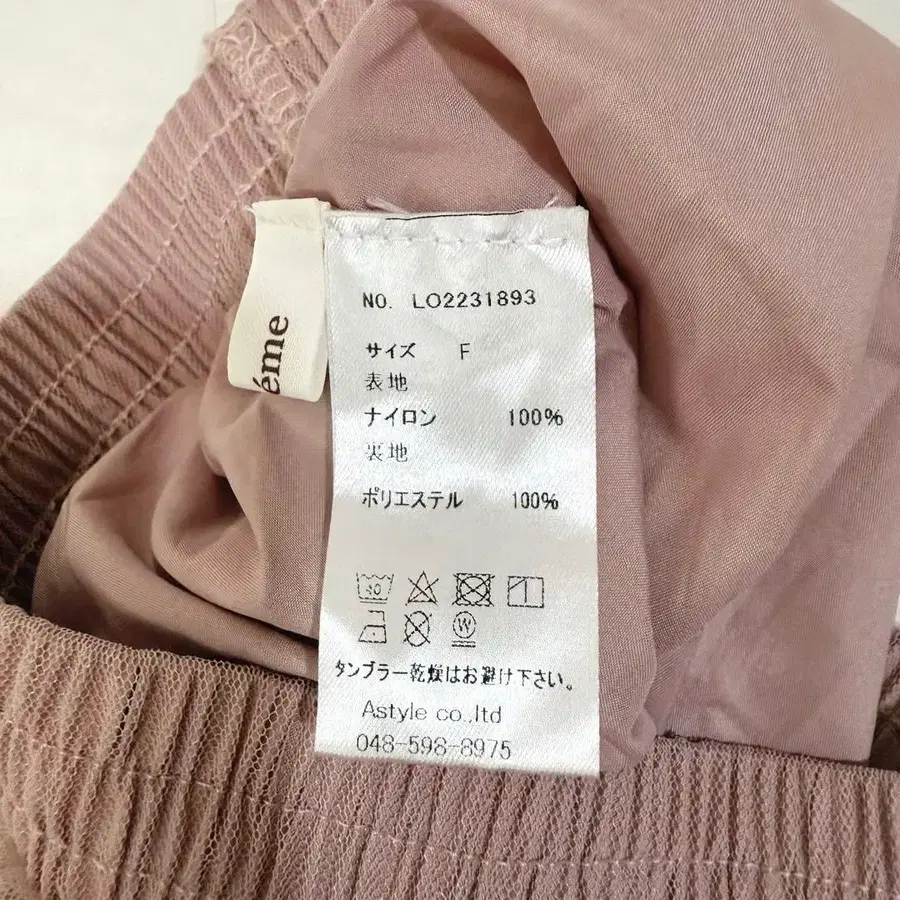 éme
NO. LO2231893
サイズ F
表地
ナイロン 100%
裏地
ポリエステル 100%
40
W
タンブラー乾燥はお避け下さい。
Astyle co.,ltd
048-598-8975